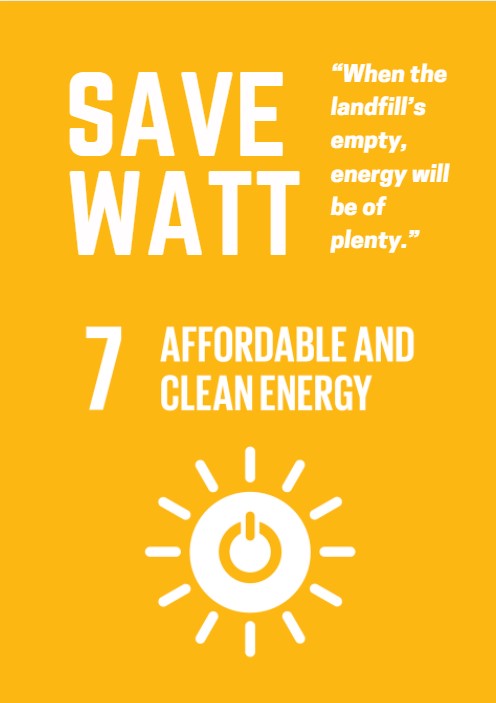 SAVE
WATT
“When the
landfill’s
empty,
energy will
be of
plenty.”
7
AFFORDABLE AND
CLEAN ENERGY